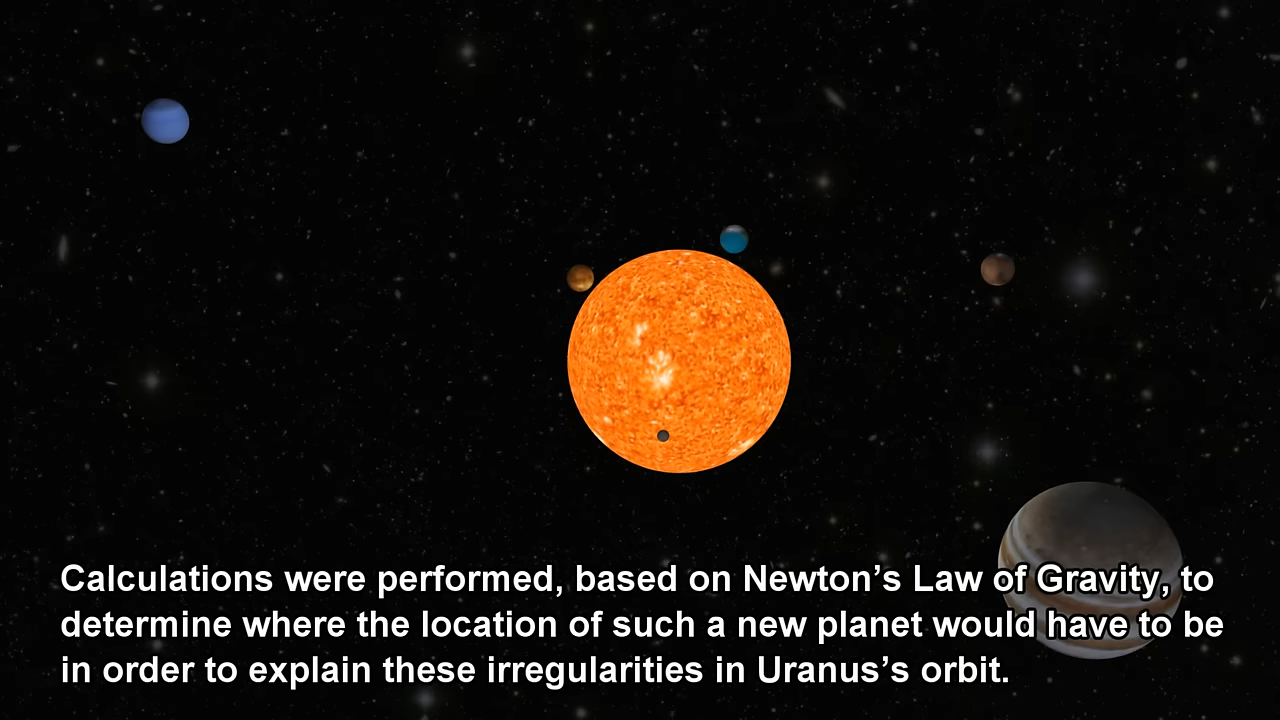 Calculations were performed, based on Newton’s Law of Gravity, to
determine where the location of such a new planet would have to be
in order to explain these irregularities in Uranus’s orbit.